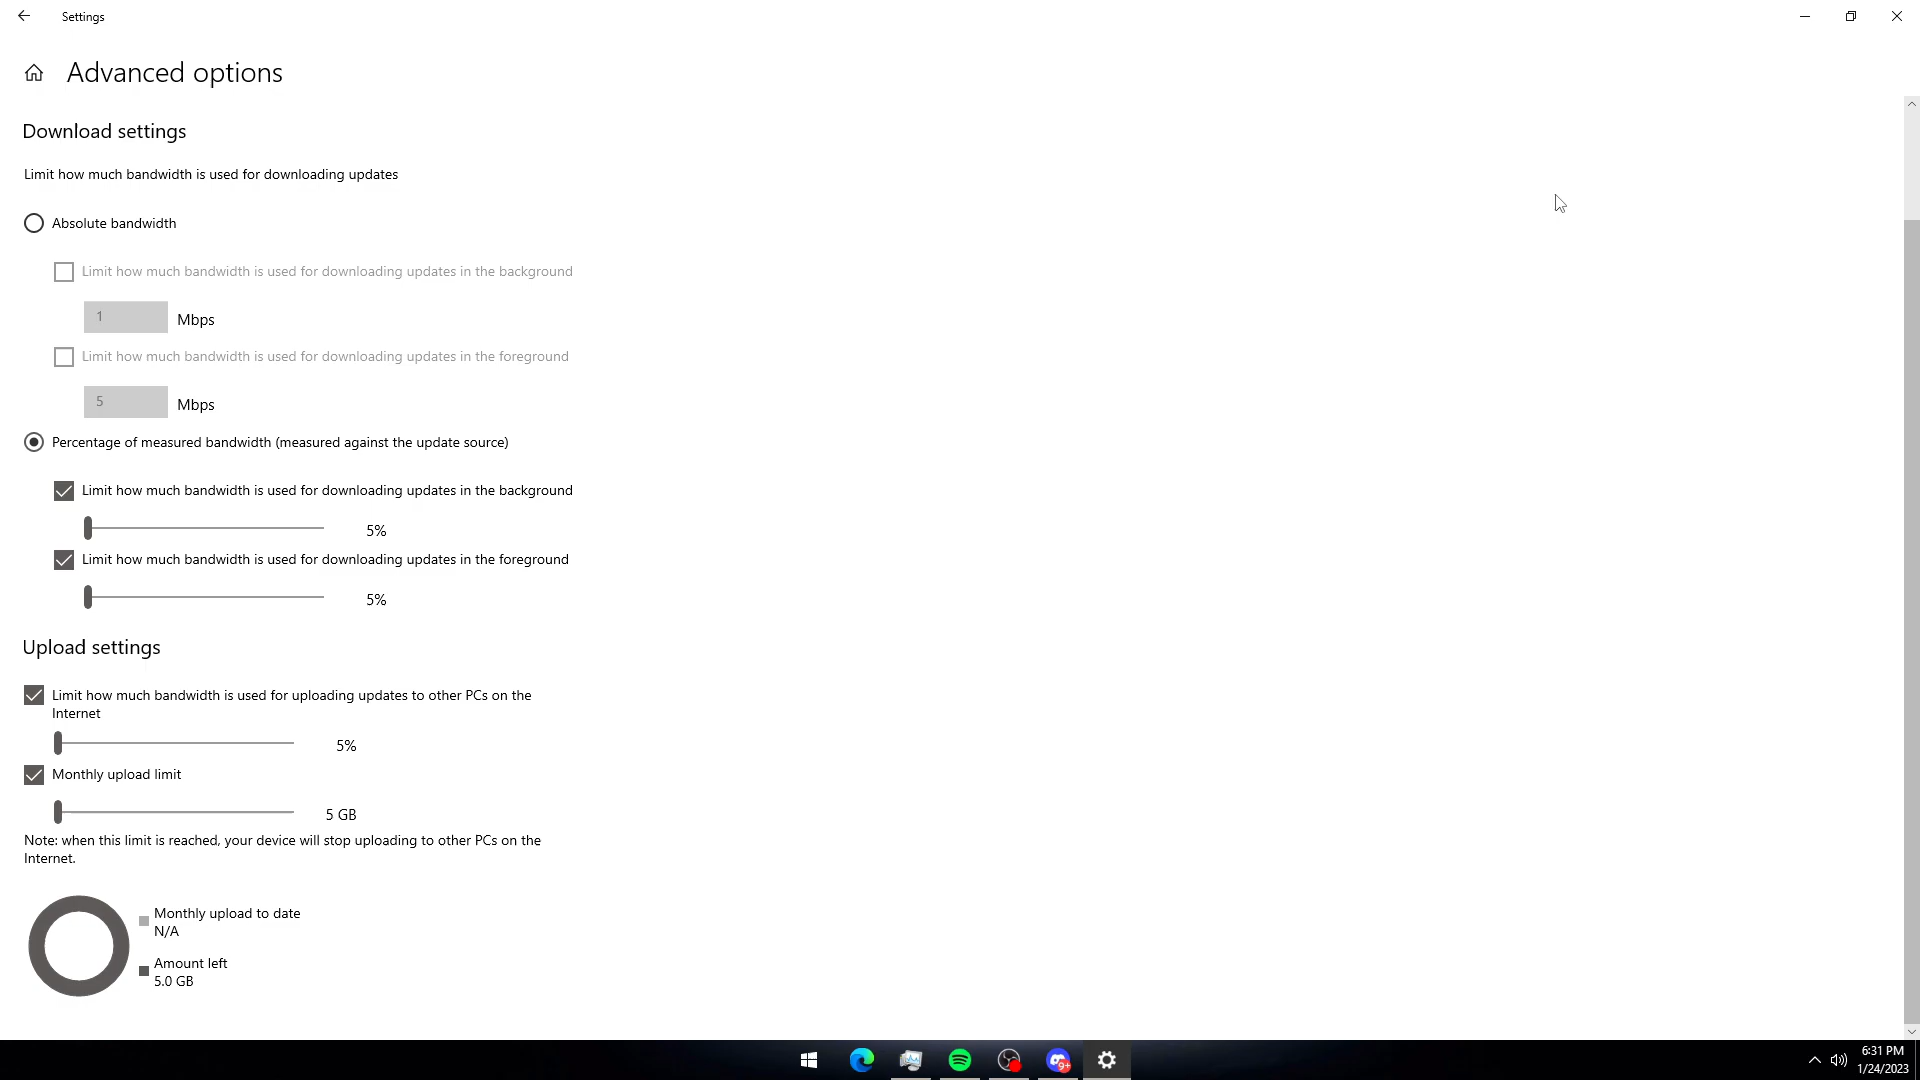 Settings
Advanced options
Download settings
Limit how much bandwidth is used for downloading updates
Absolute bandwidth
Limit how much bandwidth is used for downloading updates in the background
1 Mbps
Limit how much bandwidth is used for downloading updates in the foreground
5 Mbps
Percentage of measured bandwidth (measured against the update source)
Limit how much bandwidth is used for downloading updates in the background
5%
Limit how much bandwidth is used for downloading updates in the foreground
5%
Upload settings
Limit how much bandwidth is used for uploading updates to other PCs on the
Internet
5%
Monthly upload limit
5 GB
Note: when this limit is reached, your device will stop uploading to other PCs on the
Internet.
Monthly upload to date
N/A
Amount left
5.0 GB
9+
6:31 PM
1/24/2023